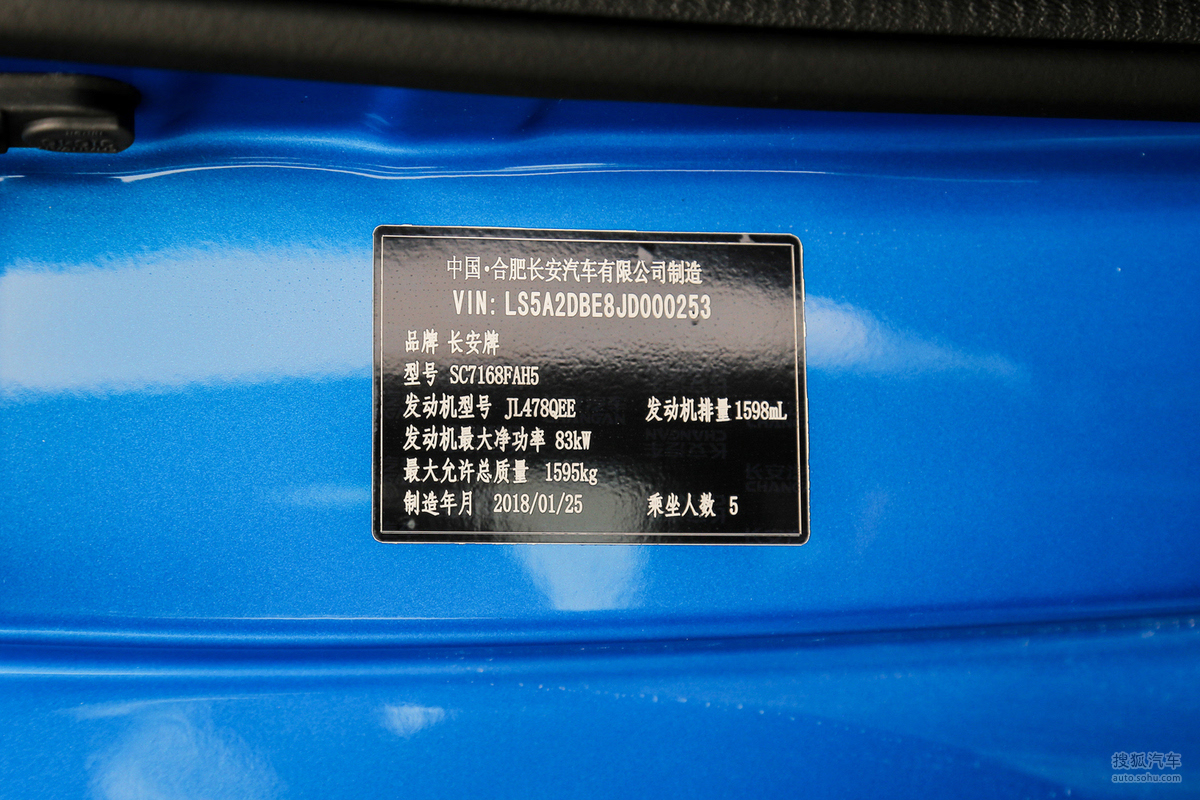 中国·合肥长安汽车有限公司制造
VIN: LS5A2DBE8JD000253
品牌 长安牌
型号 SC7168FAH5
发动机型号 JL478QEE 发动机排量 1598mL
发动机最大净功率 83kW
最大允许总质量 1595kg
制造年月 2018/01/25 乘坐人数 5
搜狐汽车
auto.sohu.com